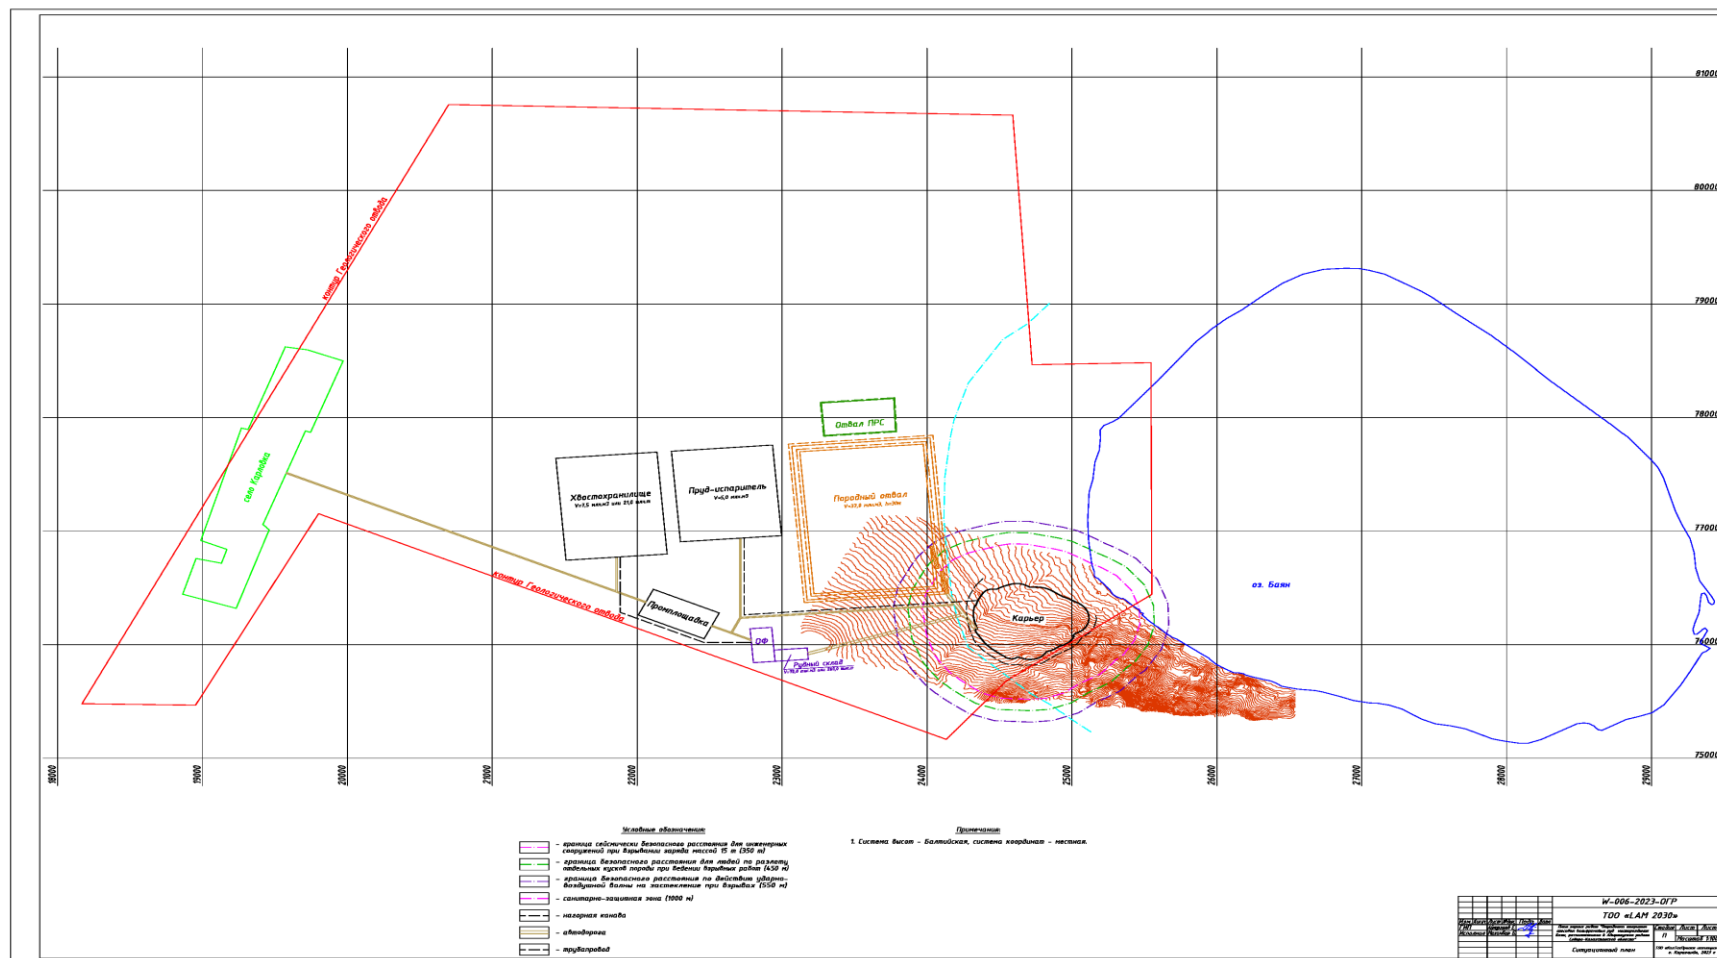 81000
80000
79000
78000
77000
76000
75000
18000
19000
20000
21000
22000
23000
24000
25000
26000
27000
28000
29000
контур Геологического отвода
село Карловка
контур Геологического отвода
Отвал ПРС
Хвостохранилище
Пруд-испаритель
Породный отвал
Промплощадка
ОФ
Рудный склад
Карьер
оз. Баян
Условные обозначения
- граница сейсмически безопасного расстояния для инженерных
сооружений при взрывании заряда массой 15 т (350 м)
- граница безопасного расстояния для людей по разлету
отдельных кусков породы при ведении взрывных работ (450 м)
- граница безопасного расстояния по действию ударно-
воздушной волны на застекление при взрывах (550 м)
- санитарно-защитная зона (1000 м)
- нагорная канава
- автодорога
- трубопровод
Примечания
1. Система высот - Балтийская, система координат - местная.
W-006-2023-ОГР
ТОО «LAM 2030»
ГИП
Стадия Лист
П
Масштаб
Ситуационный план